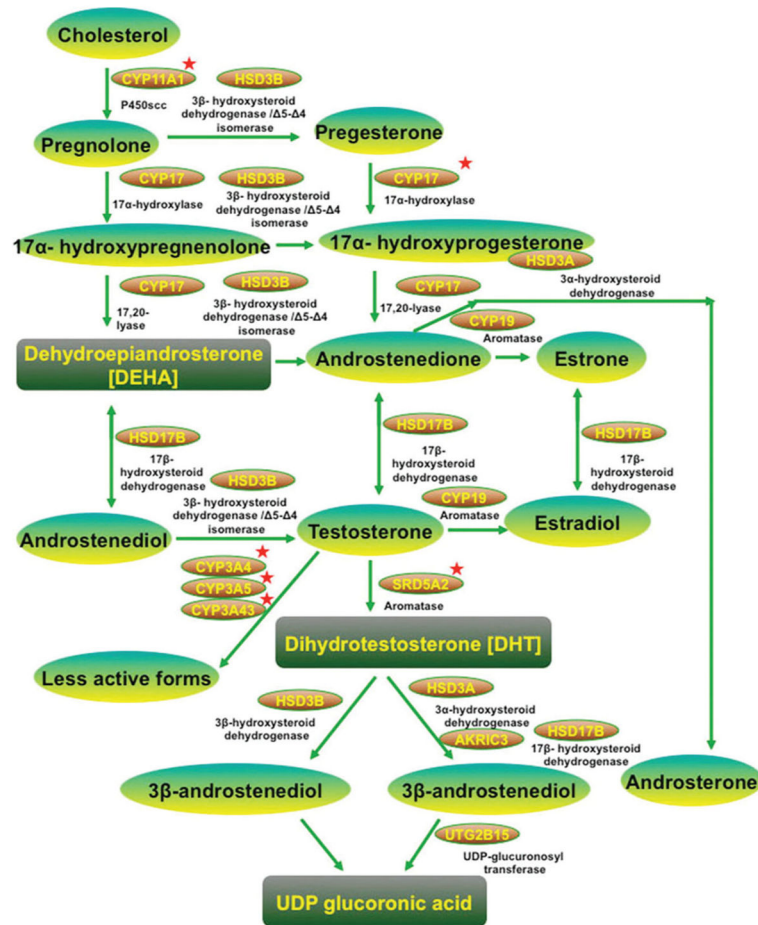 Cholesterol
CYP11A1
HSD3B
P450scc
3β- hydroxysteroid
dehydrogenase /Δ5-Δ4
isomerase
Pregnolone
Pregesterone
CYP17
HSD3B
CYP17
17α-hydroxylase
3β- hydroxysteroid
dehydrogenase /Δ5-Δ4
isomerase
17α-hydroxylase
17α- hydroxypregnenolone
17α- hydroxyprogesterone
HSD3A
3α-hydroxysteroid
dehydrogenase
CYP17
HSD3B
CYP17
17,20-
lyase
3β- hydroxysteroid
dehydrogenase /Δ5-Δ4
isomerase
17,20-lyase
CYP19
Aromatase
Dehydroepiandrosterone
[DEHA]
Androstenedione
Estrone
HSD17B
17β-
hydroxysteroid
dehydrogenase
HSD17B
17β-
hydroxysteroid
dehydrogenase
HSD17B
17β-
hydroxysteroid
dehydrogenase
HSD3B
3β- hydroxysteroid
dehydrogenase /Δ5-Δ4
isomerase
CYP19
Aromatase
Androstenediol
Testosterone
Estradiol
CYP3A4
CYP3A5
CYP3A43
SRD5A2
Aromatase
Dihydrotestosterone [DHT]
Less active forms
HSD3B
3β-hydroxysteroid
dehydrogenase
HSD3A
3α-hydroxysteroid
dehydrogenase
AKRIC3
HSD17B
17β- hydroxysteroid
dehydrogenase
3β-androstenediol
3β-androstenediol
Androsterone
UTG2B15
UDP-glucuronosyl
transferase
UDP glucoronic acid